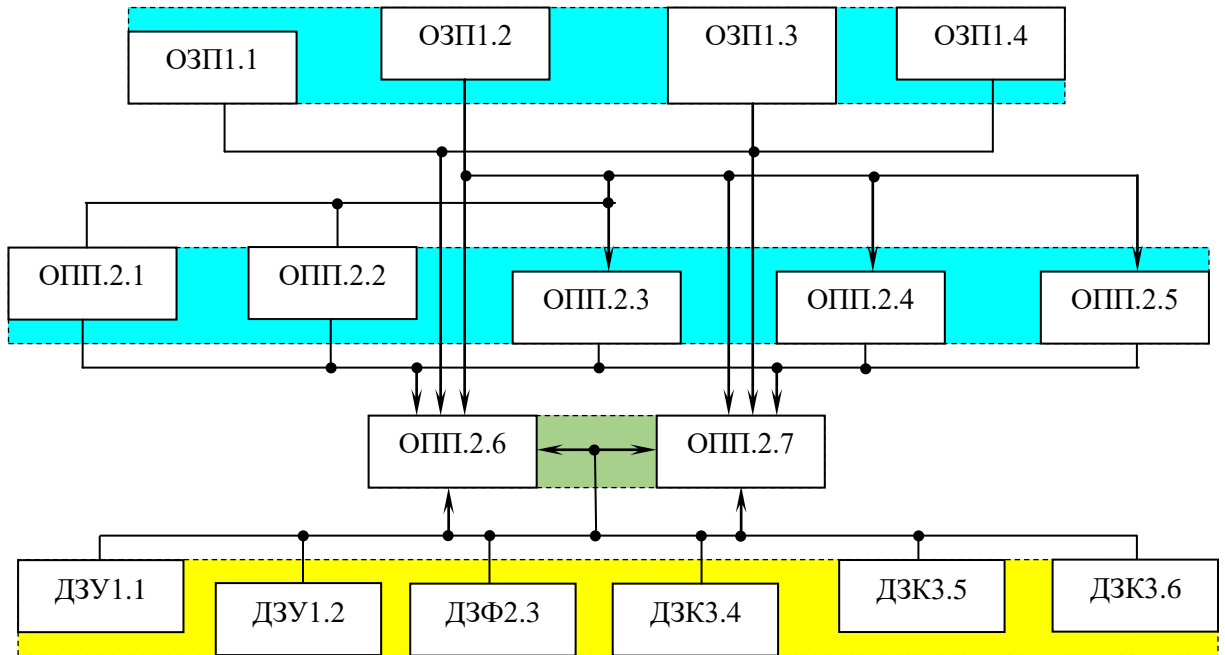 ОЗП1.1
ОЗП1.2
ОЗП1.3
ОЗП1.4
ОПП.2.1
ОПП.2.2
ОПП.2.3
ОПП.2.4
ОПП.2.5
ОПП.2.6
ОПП.2.7
ДЗУ1.1
ДЗУ1.2
ДЗФ2.3
ДЗК3.4
ДЗК3.5
ДЗК3.6